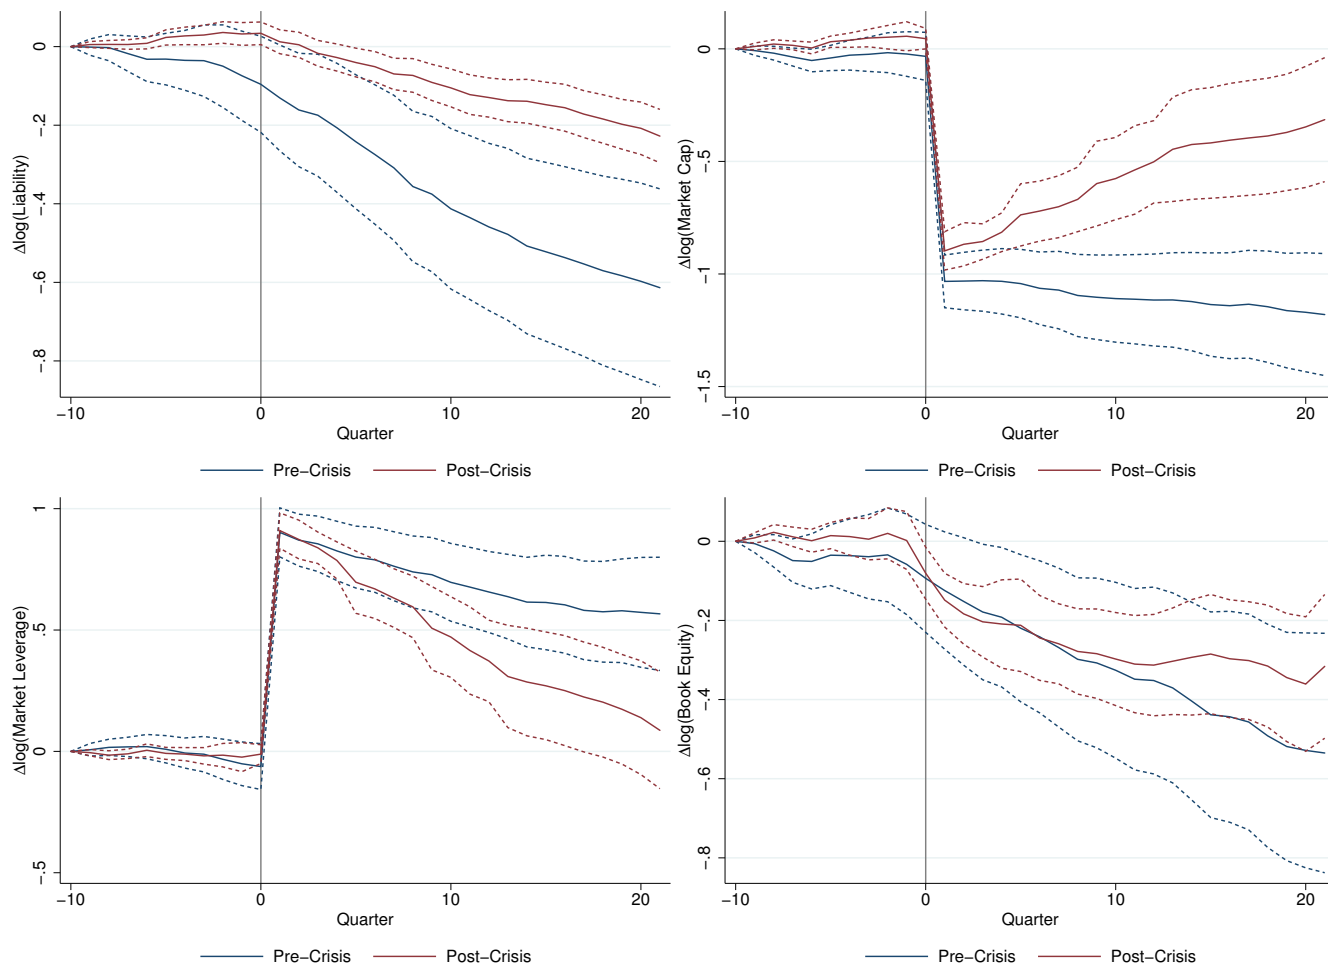 Δlog(Liability)
0
−.2
−.4
−.6
−.8
−10 0 10 20
Quarter
Pre−Crisis Post−Crisis
Δlog(Market Cap)
0
−.5
−1
−1.5
−10 0 10 20
Quarter
Pre−Crisis Post−Crisis
Δlog(Market Leverage)
1
.5
0
−.5
−10 0 10 20
Quarter
Pre−Crisis Post−Crisis
Δlog(Book Equity)
0
−.2
−.4
−.6
−.8
−10 0 10 20
Quarter
Pre−Crisis Post−Crisis